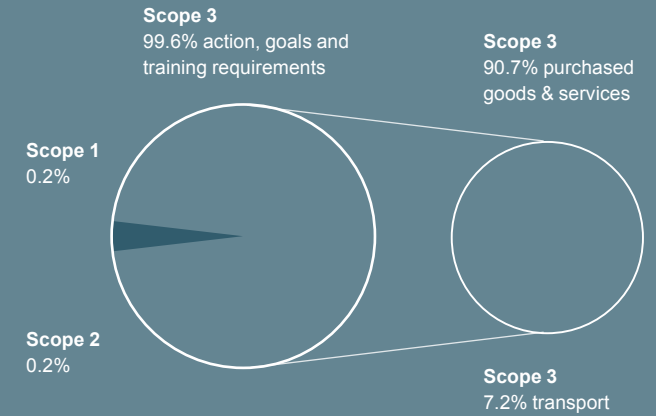 Scope 3
99.6% action, goals and
training requirements
Scope 3
90.7% purchased
goods & services
Scope 1
0.2%
Scope 2
0.2%
Scope 3
7.2% transport